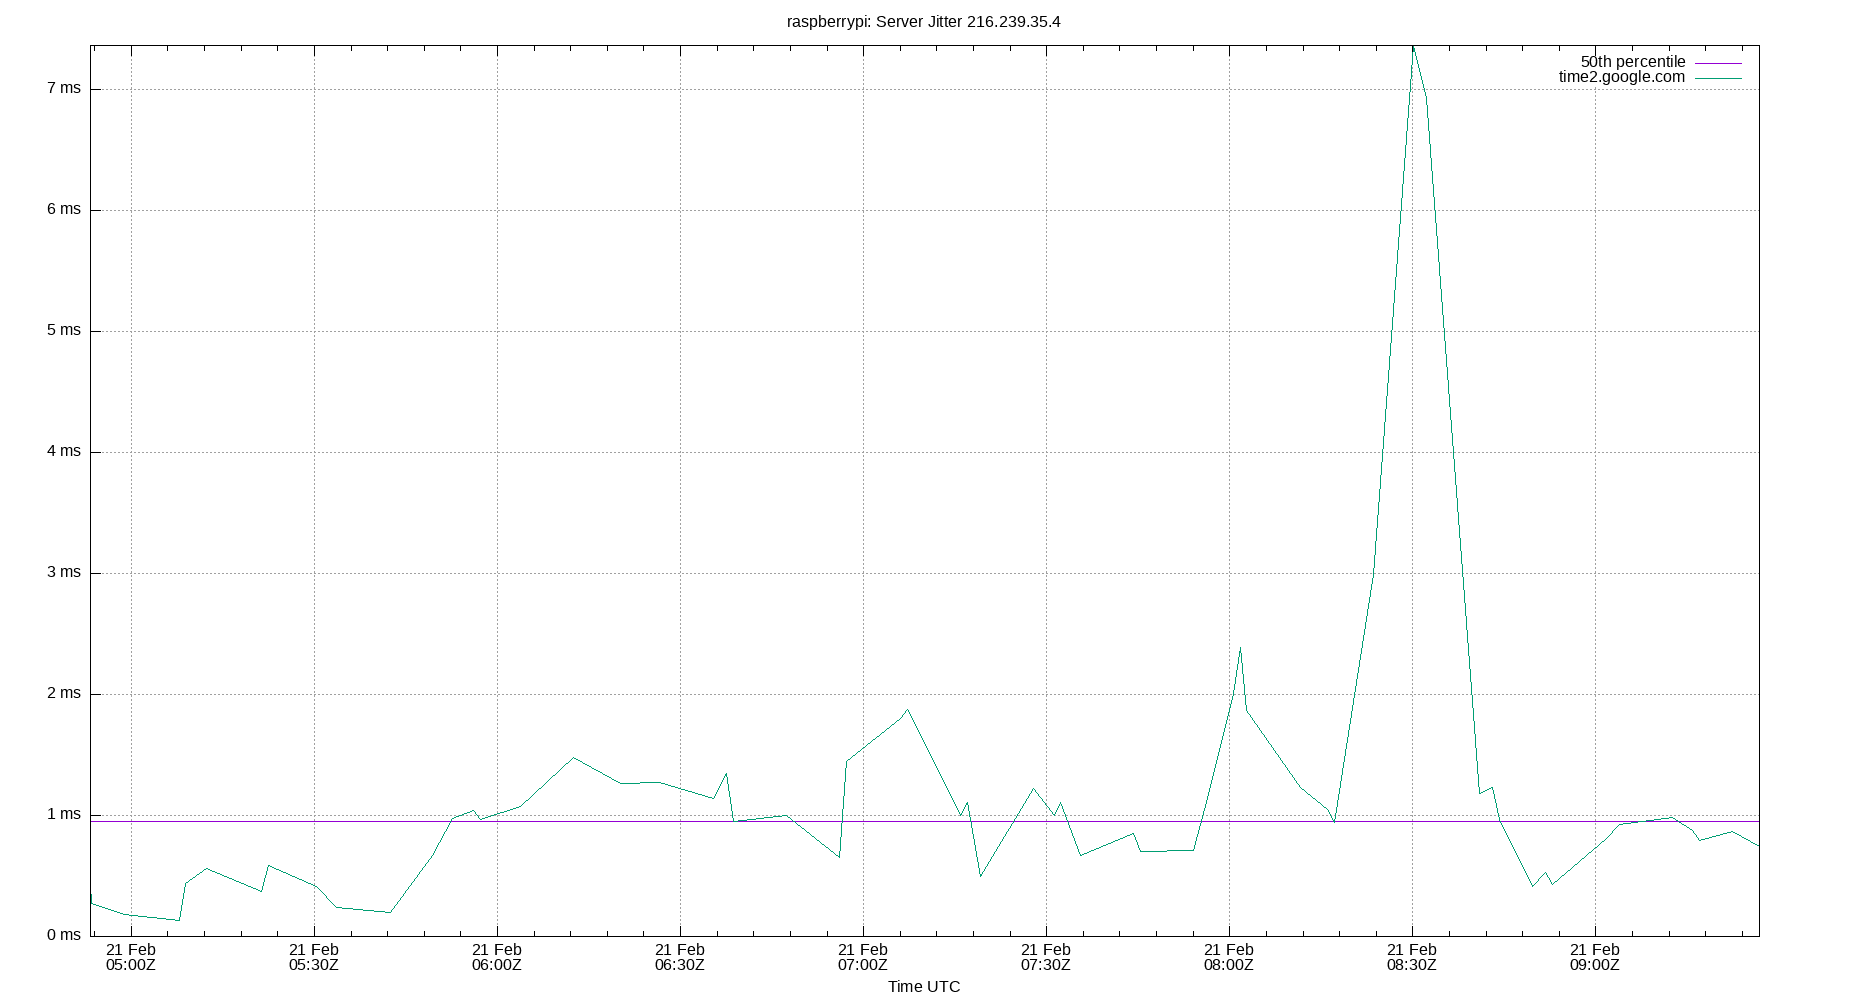 raspberrypi: Server Jitter 216.239.35.4
50th percentile
time2.google.com
7 ms
6 ms
5 ms
4 ms
3 ms
2 ms
1 ms
0 ms
21 Feb 21 Feb 21 Feb 21 Feb 21 Feb 21 Feb 21 Feb 21 Feb 21 Feb
05:00Z 05:30Z 06:00Z 06:30Z 07:00Z 07:30Z 08:00Z 08:30Z 09:00Z
Time UTC